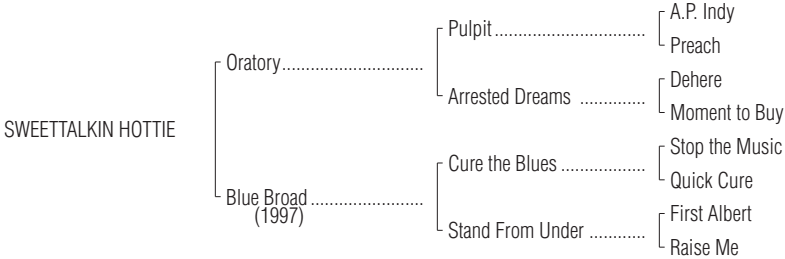 A.P. Indy
Pulpit..............................
Preach
Oratory............................
Dehere
Arrested Dreams .............
Moment to Buy
SWEETTALKIN HOTTIE
Stop the Music
Cure the Blues .................
Quick Cure
Blue Broad.......................
(1997)
First Albert
Stand From Under ...........
Raise Me